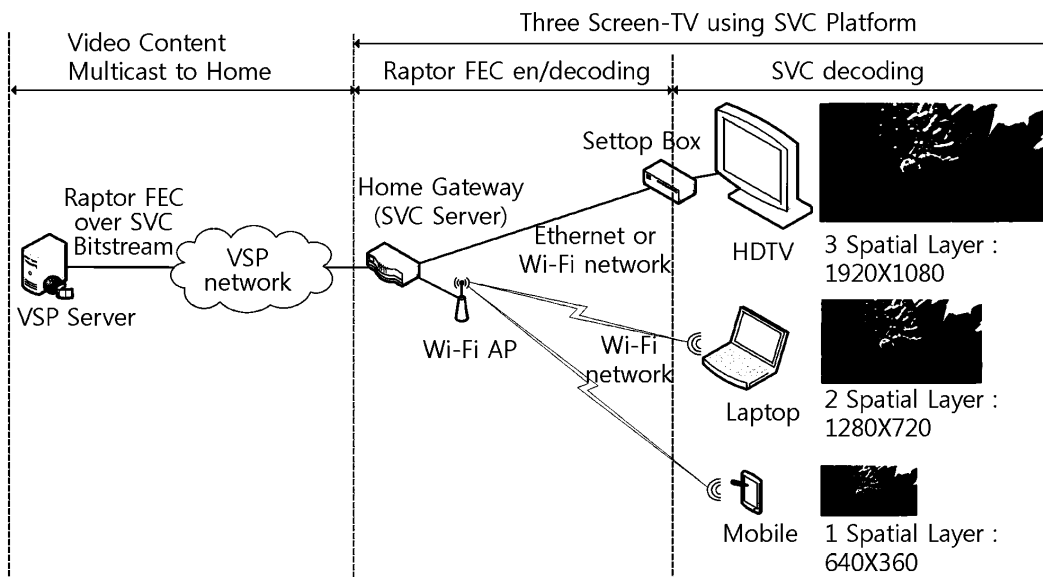 Three Screen-TV using SVC Platform
Video Content
Multicast to Home
Raptor FEC en/decoding
SVC decoding
Settop Box
Home Gateway
(SVC Server)
Raptor FEC
over SVC
Bitstream
VSP
network
Ethernet or
Wi-Fi network
HDTV
3 Spatial Layer :
1920X1080
VSP Server
Wi-Fi AP
Wi-Fi
network
Laptop
2 Spatial Layer :
1280X720
Mobile
1 Spatial Layer :
640X360